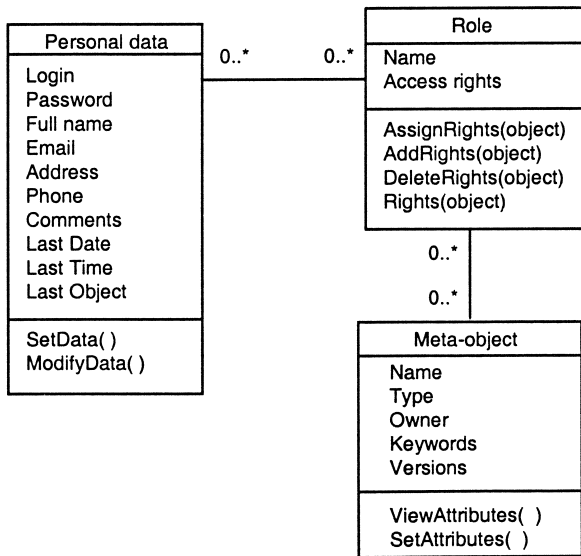 Personal data
Login
Password
Full name
Email
Address
Phone
Comments
Last Date
Last Time
Last Object
SetData( )
ModifyData( )
0..*
0..*
Role
Name
Access rights
AssignRights(object)
AddRights(object)
DeleteRights(object)
Rights(object)
0..*
0..*
Meta-object
Name
Type
Owner
Keywords
Versions
ViewAttributes( )
SetAttributes( )